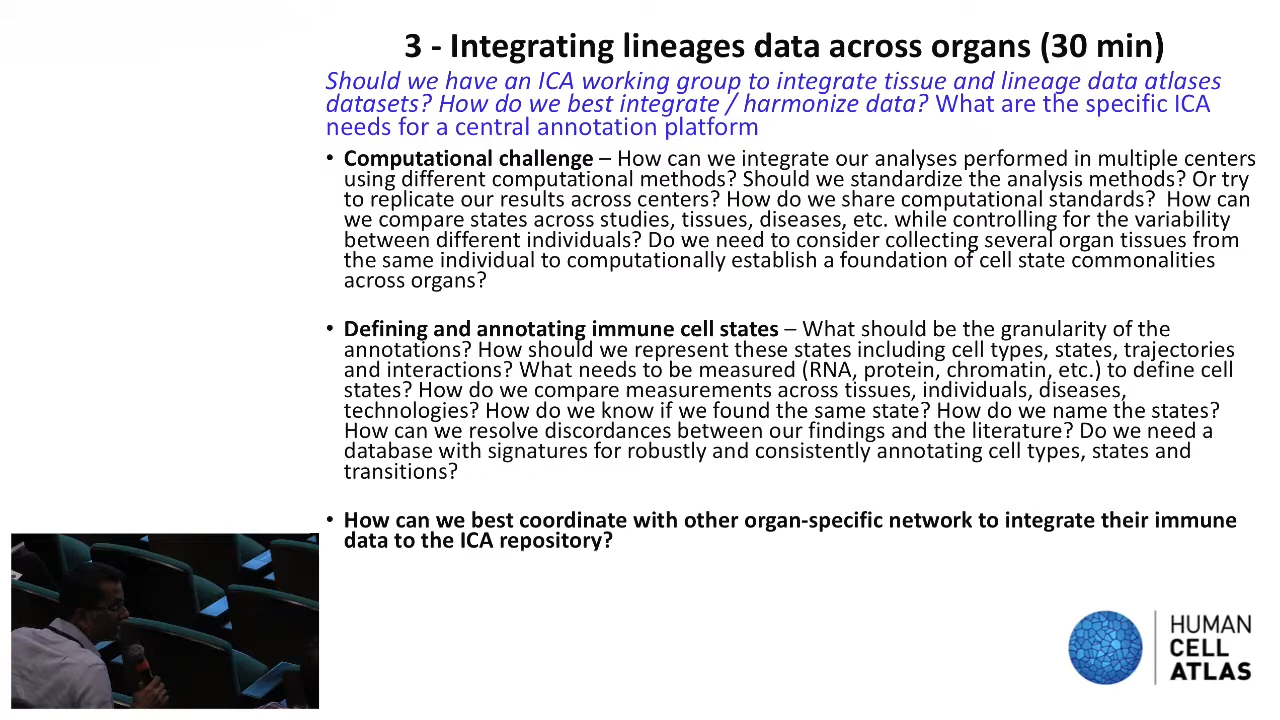 3 - Integrating lineages data across organs (30 min)
Should we have an ICA working group to integrate tissue and lineage data atlases
datasets? How do we best integrate / harmonize data? What are the specific ICA
needs for a central annotation platform
• Computational challenge – How can we integrate our analyses performed in multiple centers
using different computational methods? Should we standardize the analysis methods? Or try
to replicate our results across centers? How do we share computational standards?  How can
we compare states across studies, tissues, diseases, etc. while controlling for the variability
between different individuals? Do we need to consider collecting several organ tissues from
the same individual to computationally establish a foundation of cell state commonalities
across organs?
• Defining and annotating immune cell states – What should be the granularity of the
annotations? How should we represent these states including cell types, states, trajectories
and interactions? What needs to be measured (RNA, protein, chromatin, etc.) to define cell
states? How do we compare measurements across tissues, individuals, diseases,
technologies? How do we know if we found the same state? How do we name the states?
How can we resolve discordances between our findings and the literature? Do we need a
database with signatures for robustly and consistently annotating cell types, states and
transitions?
• How can we best coordinate with other organ-specific network to integrate their immune
data to the ICA repository?
HUMAN
CELL
ATLAS